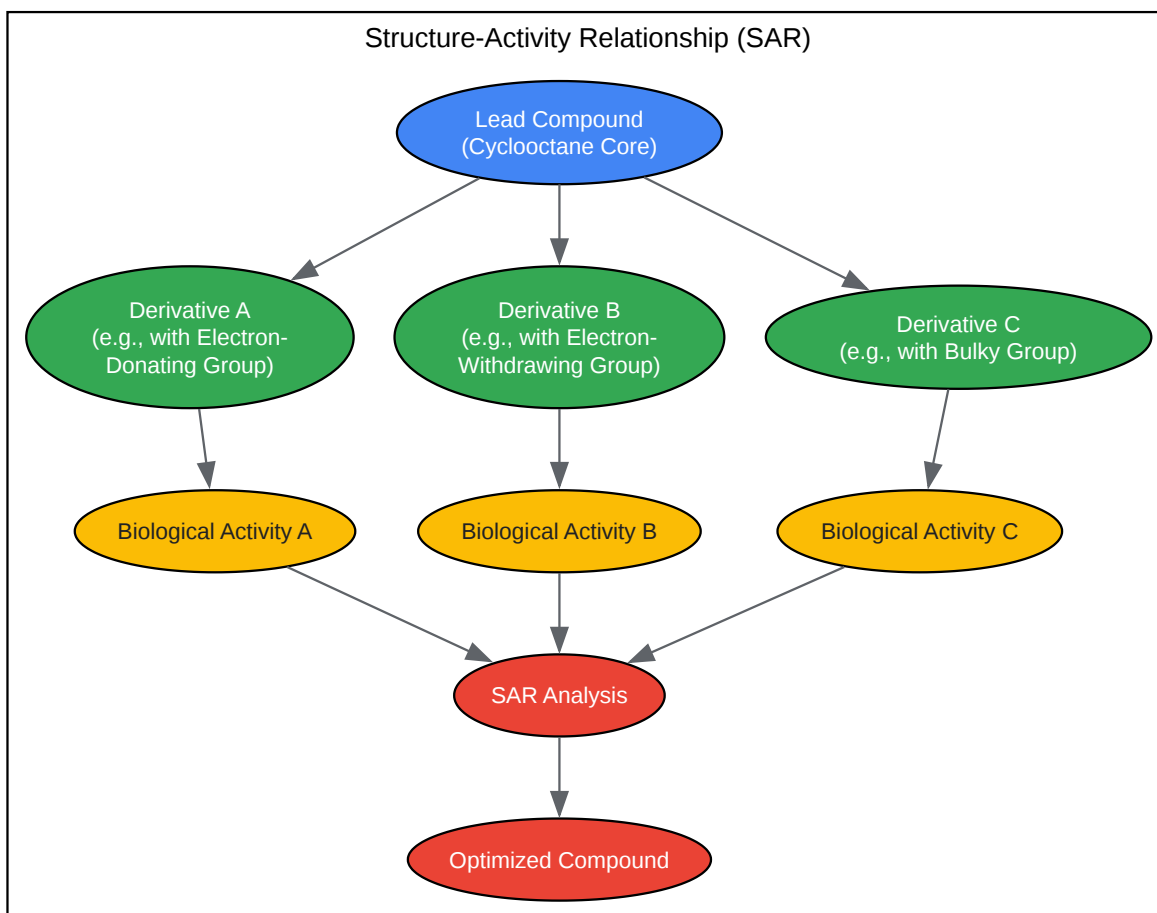 Structure-Activity Relationship (SAR)
Lead Compound
(Cyclooctane Core)
Derivative A
(e.g., with Electron-
Donating Group)
Derivative B
(e.g., with Electron-
Withdrawing Group)
Derivative C
(e.g., with Bulky Group)
Biological Activity A
Biological Activity B
Biological Activity C
SAR Analysis
Optimized Compound